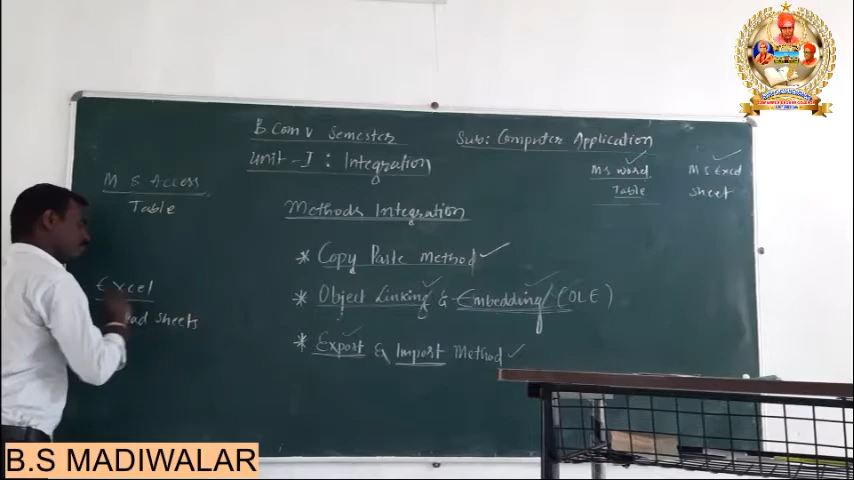 B.Com V Semester
Sub: Computer Application
Unit-I : Integration
MS Word
Table
MS Excel
Sheet
M S Access
Table
Methods Integration
* Copy Paste Method ✓
* Object Linking & Embedding (OLE)
* Export & Import Method ✓
Excel
Sheets
B.S MADIWALAR